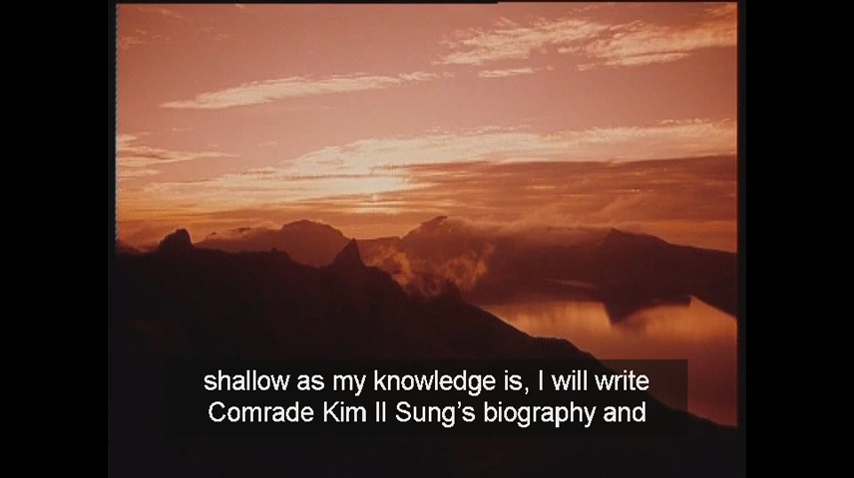 shallow as my knowledge is, I will write
Comrade Kim Il Sung’s biography and